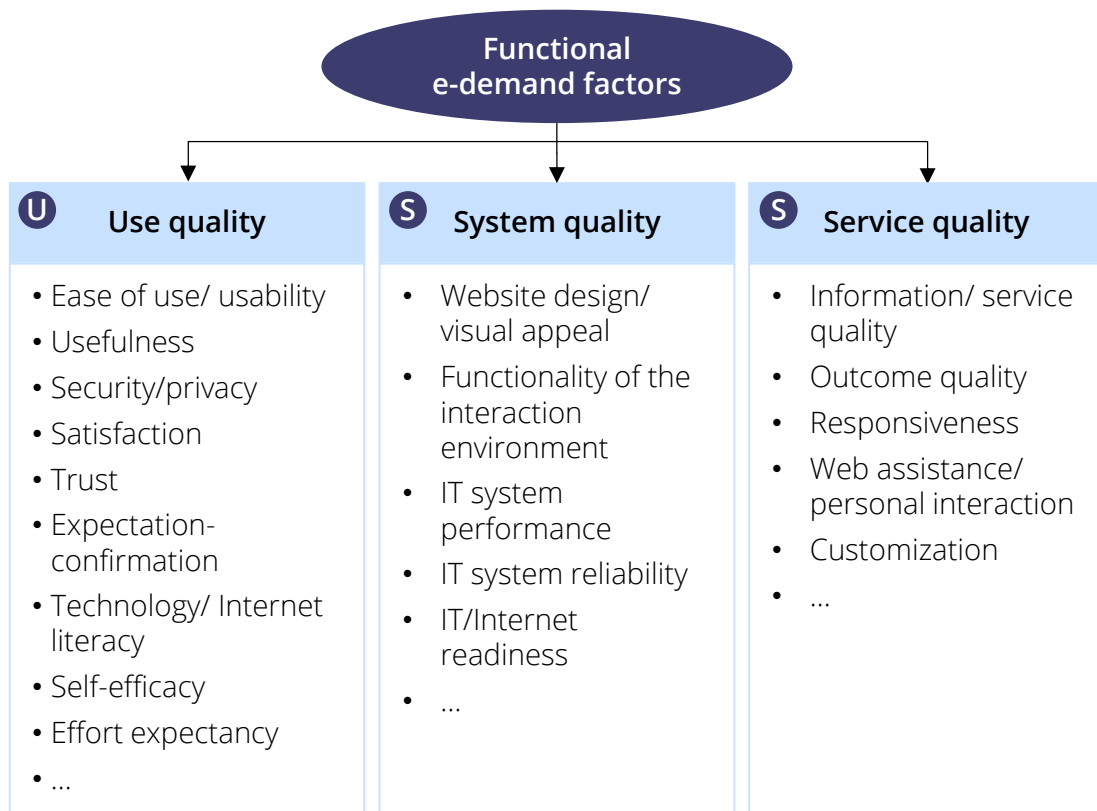 Functional
e-demand factors
U
Use quality
• Ease of use/ usability
• Usefulness
• Security/privacy
• Satisfaction
• Trust
• Expectation-
confirmation
• Technology/ Internet
literacy
• Self-efficacy
• Effort expectancy
• ...
S
System quality
• Website design/
visual appeal
• Functionality of the
interaction
environment
• IT system
performance
• IT system reliability
• IT/Internet
readiness
• ...
S
Service quality
• Information/ service
quality
• Outcome quality
• Responsiveness
• Web assistance/
personal interaction
• Customization
• ...